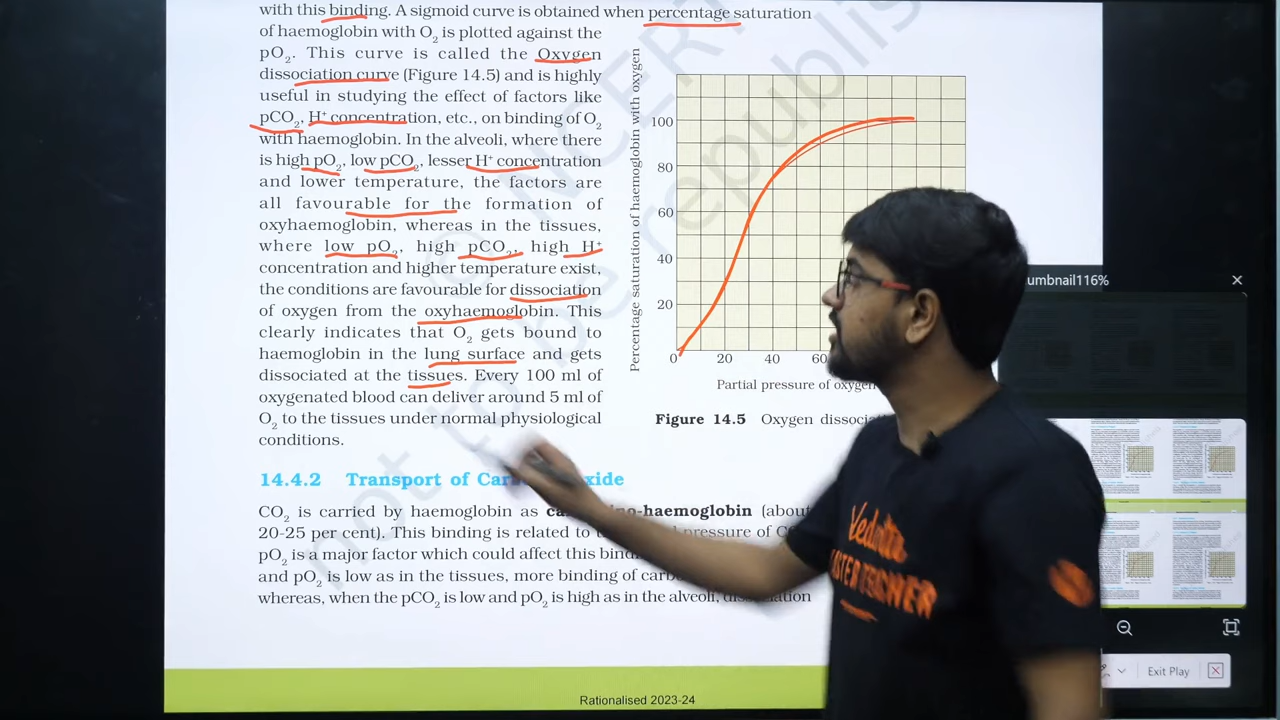 with this binding. A sigmoid curve is obtained when percentage saturation
of haemoglobin with O₂ is plotted against the
pO₂. This curve is called the Oxygen
dissociation curve (Figure 14.5) and is highly
useful in studying the effect of factors like
pCO₂, H⁺ concentration, etc., on binding of O₂
with haemoglobin. In the alveoli, where there
is high pO₂, low pCO₂, lesser H⁺ concentration
and lower temperature, the factors are
all favourable for the formation of
oxyhaemoglobin, whereas in the tissues,
where low pO₂, high pCO₂, high H⁺
concentration and higher temperature exist,
the conditions are favourable for dissociation
of oxygen from the oxyhaemoglobin. This
clearly indicates that O₂ gets bound to
haemoglobin in the lung surface and gets
dissociated at the tissues. Every 100 ml of
oxygenated blood can deliver around 5 ml of
O₂ to the tissues under normal physiological
conditions.
Percentage saturation of haemoglobin with oxygen
100
80
60
40
20
0 20 40 60
Partial pressure of oxygen
Figure 14.5 Oxygen
14.4.2 Transport of
CO₂ is carried by haemoglobin as haemoglobin (about
20-25 per cent). This binding is related to pressure of
pO₂ is a major factor which could affect this
and pO₂ is low as in the tissues, more binding of
whereas, when the is low and pO₂ is high as in the alveoli,
Rationalised 2023-24
umbnail116%
Exit Play
Vedantu
© NCERT
to be republished